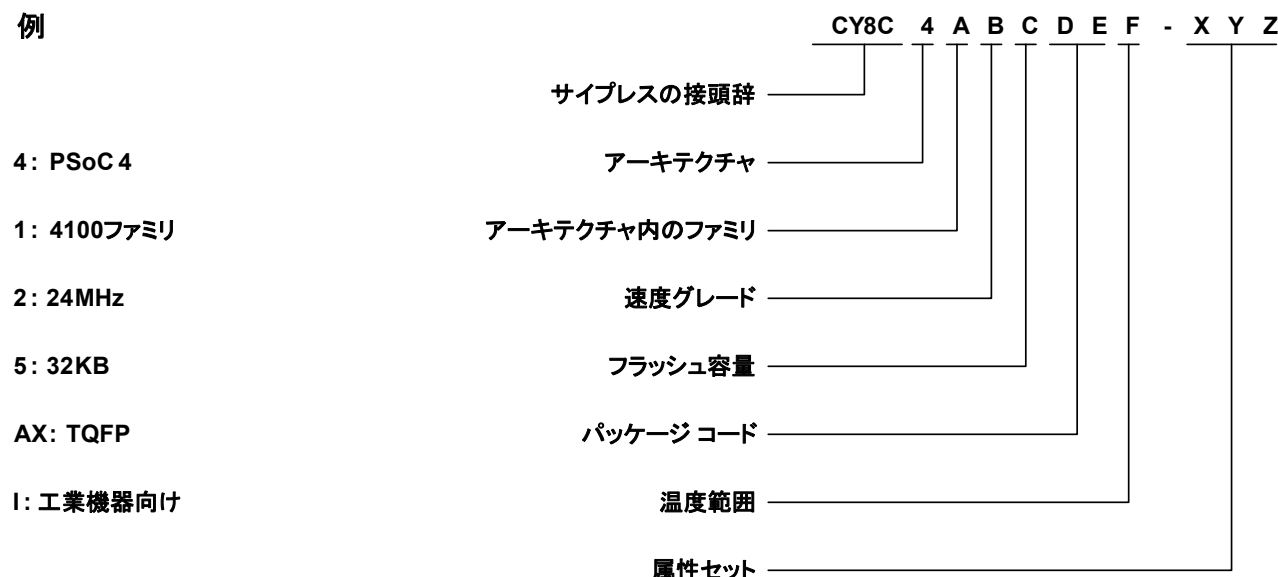 例 CY8C 4 A B C D E F - X Y Z
サイプレスの接頭辞
4: PSoC 4 アーキテクチャ
1: 4100ファミリ アーキテクチャ内のファミリ
2: 24MHz 速度グレード
5: 32KB フラッシュ容量
AX: TQFP パッケージ コード
I: 工業機器向け 温度範囲
属性セット